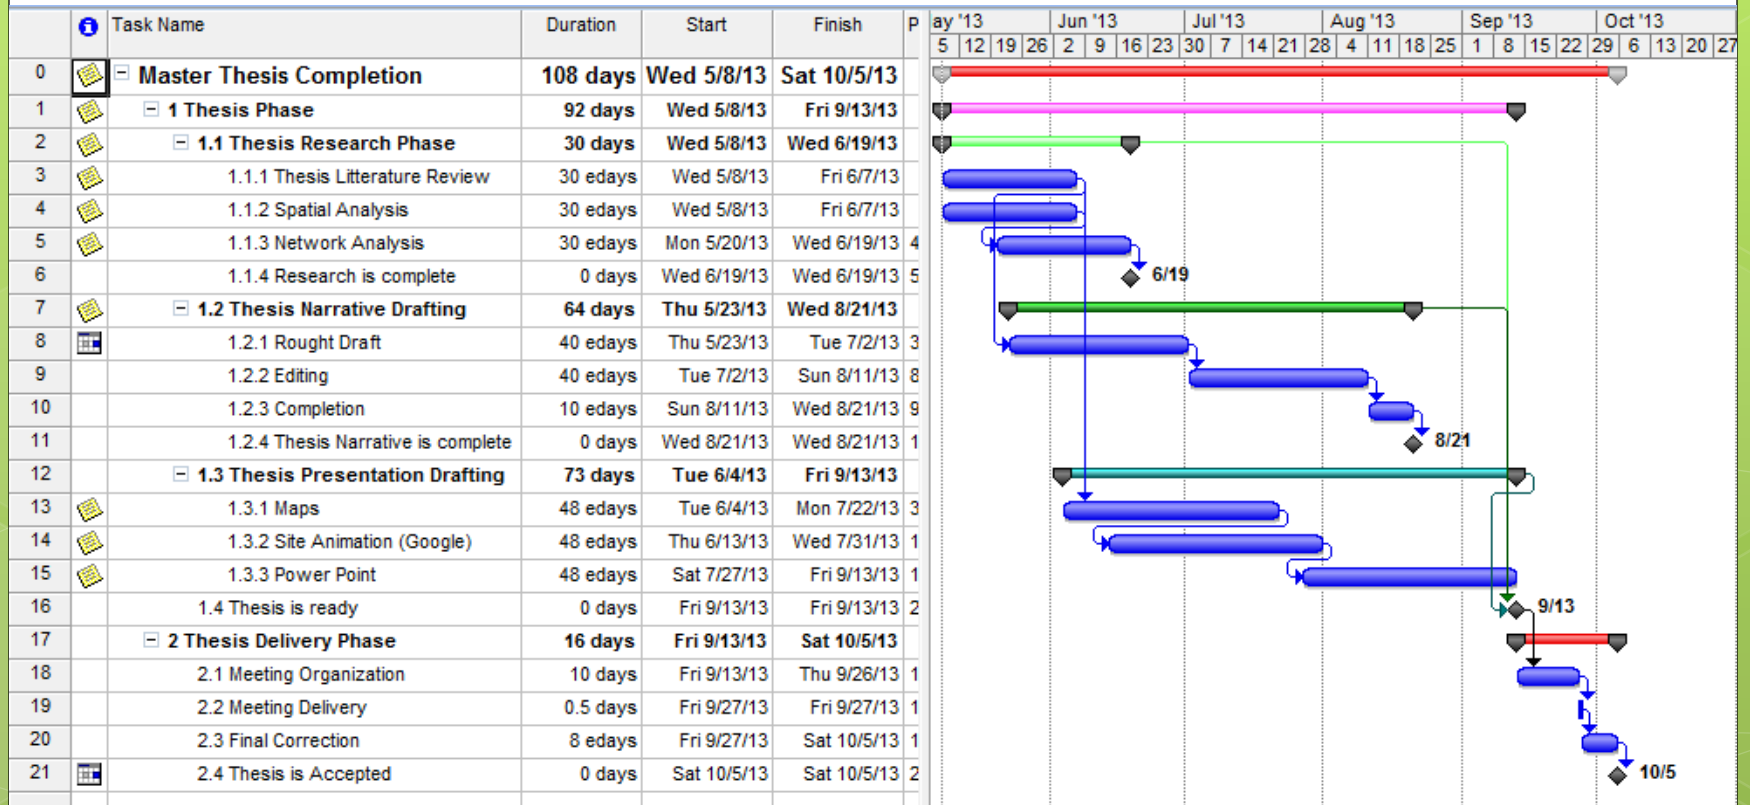 Task Name Duration Start Finish P ay '13 Jun '13 Jul '13 Aug '13 Sep '13 Oct '13
5 12 19 26 2 9 16 23 30 7 14 21 28 4 11 18 25 1 8 15 22 29 6 13 20 27
0 Master Thesis Completion 108 days Wed 5/8/13 Sat 10/5/13
1 1 Thesis Phase 92 days Wed 5/8/13 Fri 9/13/13
2 1.1 Thesis Research Phase 30 days Wed 5/8/13 Wed 6/19/13
3 1.1.1 Thesis Litterature Review 30 edays Wed 5/8/13 Fri 6/7/13
4 1.1.2 Spatial Analysis 30 edays Wed 5/8/13 Fri 6/7/13
5 1.1.3 Network Analysis 30 edays Mon 5/20/13 Wed 6/19/13 4
6 1.1.4 Research is complete 0 days Wed 6/19/13 Wed 6/19/13 5 6/19
7 1.2 Thesis Narrative Drafting 64 days Thu 5/23/13 Wed 8/21/13
8 1.2.1 Rought Draft 40 edays Thu 5/23/13 Tue 7/2/13 3
9 1.2.2 Editing 40 edays Tue 7/2/13 Sun 8/11/13 8
10 1.2.3 Completion 10 edays Sun 8/11/13 Wed 8/21/13 9
11 1.2.4 Thesis Narrative is complete 0 days Wed 8/21/13 Wed 8/21/13 1 8/21
12 1.3 Thesis Presentation Drafting 73 days Tue 6/4/13 Fri 9/13/13
13 1.3.1 Maps 48 edays Tue 6/4/13 Mon 7/22/13 3
14 1.3.2 Site Animation (Google) 48 edays Thu 6/13/13 Wed 7/31/13 1
15 1.3.3 Power Point 48 edays Sat 7/27/13 Fri 9/13/13 1
16 1.4 Thesis is ready 0 days Fri 9/13/13 Fri 9/13/13 2 9/13
17 2 Thesis Delivery Phase 16 days Fri 9/13/13 Sat 10/5/13
18 2.1 Meeting Organization 10 days Fri 9/13/13 Thu 9/26/13 1
19 2.2 Meeting Delivery 0.5 days Fri 9/27/13 Fri 9/27/13 1
20 2.3 Final Correction 8 edays Fri 9/27/13 Sat 10/5/13 1
21 2.4 Thesis is Accepted 0 days Sat 10/5/13 Sat 10/5/13 2 10/5